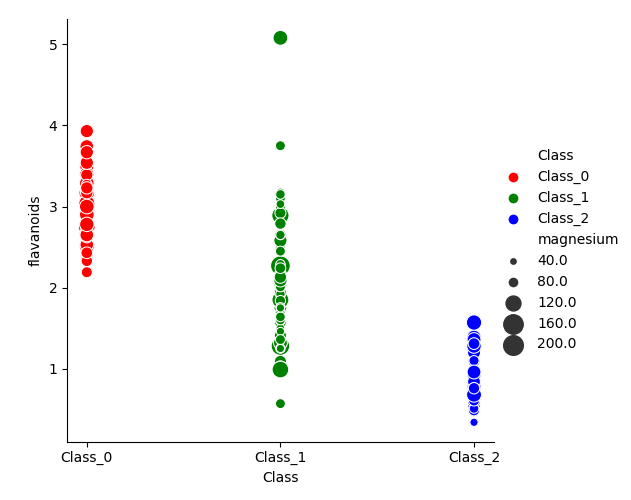 5
4
3
2
1
flavanoids
Class_0
Class_1
Class_2
Class
Class
Class_0
Class_1
Class_2
magnesium
40.0
80.0
120.0
160.0
200.0